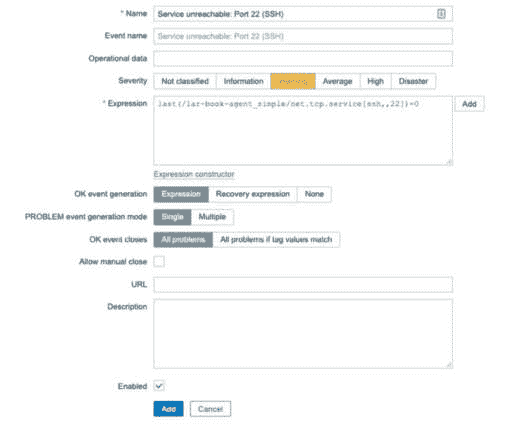 * Name Service unreachable: Port 22 (SSH)
Event name Service unreachable: Port 22 (SSH)
Operational data
Severity Not classified Information Warning Average High Disaster
* Expression last(/lar-book-agent_simple/net.tcp.service[ssh,,22])=0 Add
Expression constructor
OK event generation Expression Recovery expression None
PROBLEM event generation mode Single Multiple
OK event closes All problems All problems if tag values match
Allow manual close
URL
Description
Enabled
Add Cancel